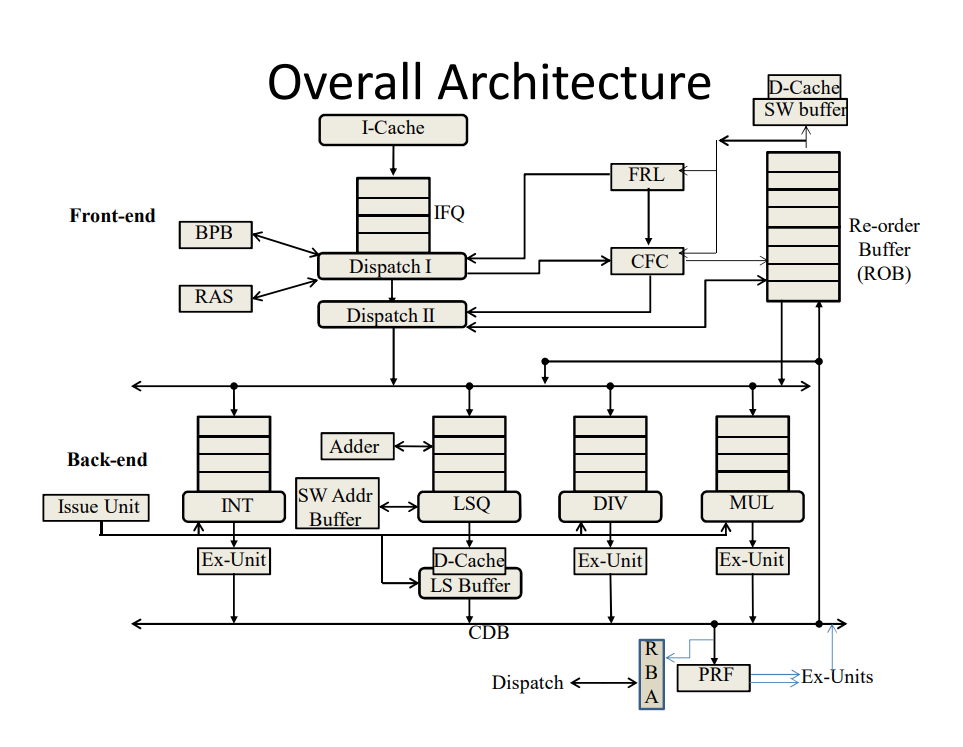 Overall Architecture
D-Cache
SW buffer
I-Cache
FRL
IFQ
Front-end
BPB
Re-order
Buffer
(ROB)
CFC
Dispatch I
RAS
Dispatch II
Back-end
Adder
Issue Unit
INT
SW Addr
Buffer
LSQ
DIV
MUL
Ex-Unit
D-Cache
LS Buffer
Ex-Unit
Ex-Unit
CDB
Dispatch
R
B
A
PRF
Ex-Units